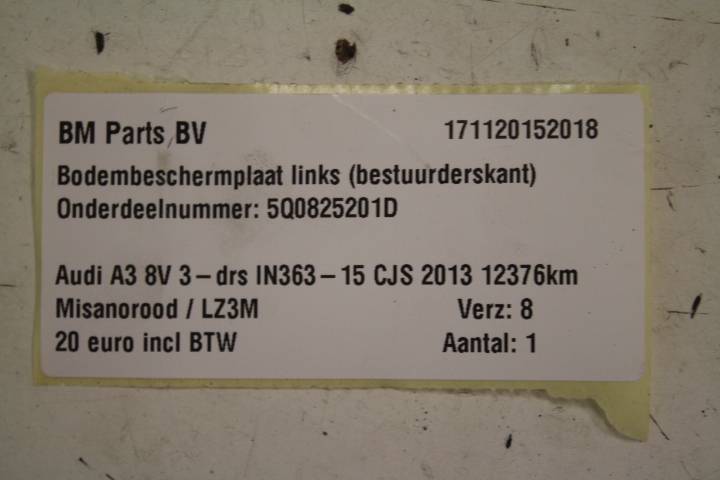 BM Parts BV 171120152018
Bodembeschermplaat links (bestuurderskant)
Onderdeelnummer: 5Q0825201D
Audi A3 8V 3-drs IN363-15 CJS 2013 12376km
Misanorood / LZ3M Verz: 8
20 euro incl BTW Aantal: 1